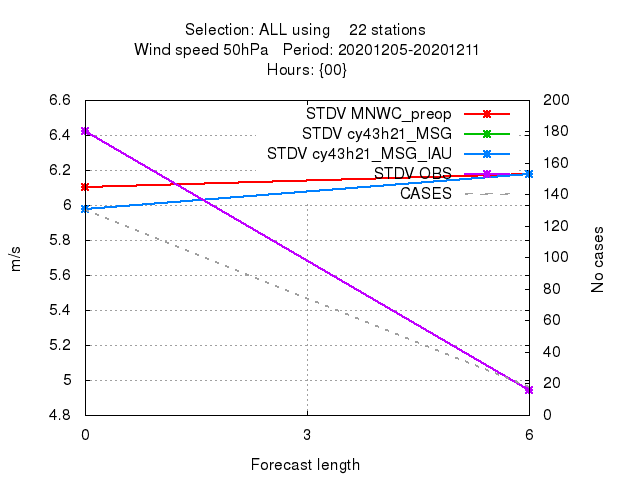 Selection: ALL using 22 stations
Wind speed 50hPa Period: 20201205-20201211
Hours: {00}
6.6
6.4
6.2
6
5.8
5.6
5.4
5.2
5
4.8
m/s
STDV MNWC_preop
STDV cy43h21_MSG
STDV cy43h21_MSG_IAU
STDV OBS
CASES
200
180
160
140
120
100
80
60
40
20
0
No cases
0 3 6
Forecast length